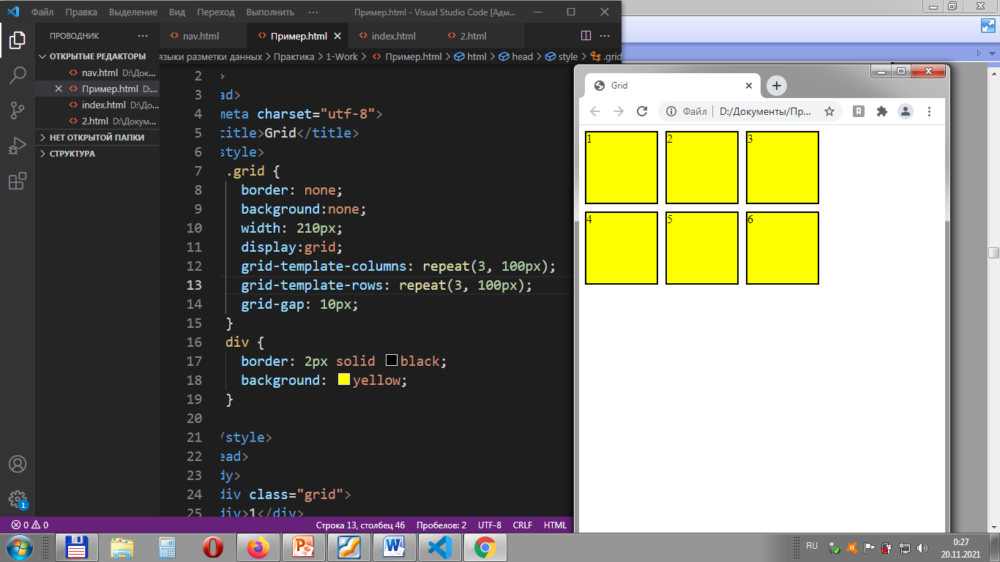 Файл Правка Выделение Вид Переход Выполнить ··· Пример.html - Visual Studio Code [Адм...
ПРОВОДНИК ···
nav.html Пример.html index.html 2.html ···
ОТКРЫТЫЕ РЕДАКТОРЫ
nav.html D:\Док...
Пример.html D:...
index.html D:\До...
2.html D:\Докум...
НЕТ ОТКРЫТОЙ ПАПКИ
СТРУКТУРА
языки разметки данных > Практика > 1-Work > Пример.html > html > head > style > .grid
2 >
3 ad>
4 meta charset="utf-8">
5 title>Grid</title>
6 style>
7 .grid {
8 border: none;
9 background:none;
10 width: 210px;
11 display:grid;
12 grid-template-columns: repeat(3, 100px);
13 grid-template-rows: repeat(3, 100px);
14 grid-gap: 10px;
15 }
16 div {
17 border: 2px solid black;
18 background: yellow;
19 }
20
21 /style>
22 ead>
23 dy>
24 div class="grid">
25 div>1</div>
1
0 0 Строка 13, столбец 46 Пробелов: 2 UTF-8 CRLF HTML
Grid
Файл | D:/Документы/Пр...
1 2 3
4 5 6
RU 0:27
20.11.2021